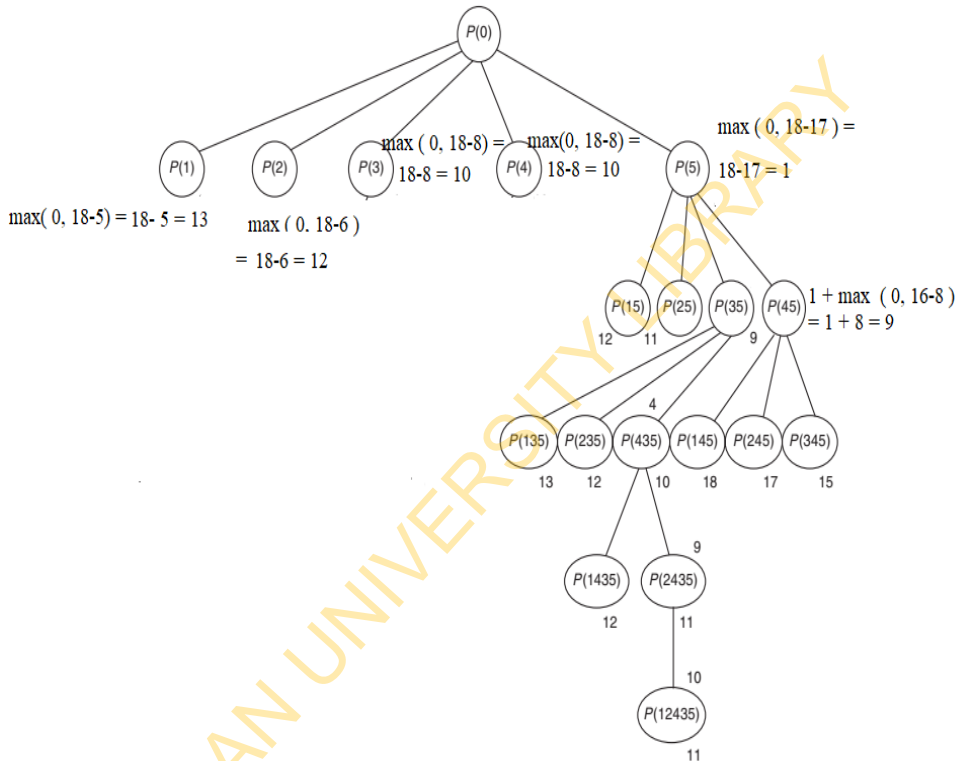 P(0)
max ( 0, 18-17 ) =
max ( 0, 18-8) =
max(0, 18-8) =
P(1)
P(2)
P(3)
18-8 = 10
P(4)
18-8 = 10
P(5)
18-17 = 1
max( 0, 18-5) = 18- 5 = 13
max ( 0, 18-6 )
= 18-6 = 12
P(15)
P(25)
P(35)
P(45)
1 + max ( 0, 16-8 )
= 1 + 8 = 9
12
11
9
4
P(135)
P(235)
P(435)
P(145)
P(245)
P(345)
13
12
10
18
17
15
9
P(1435)
P(2435)
12
11
10
P(12435)
11
AN UNIVERSITY LIBRARY